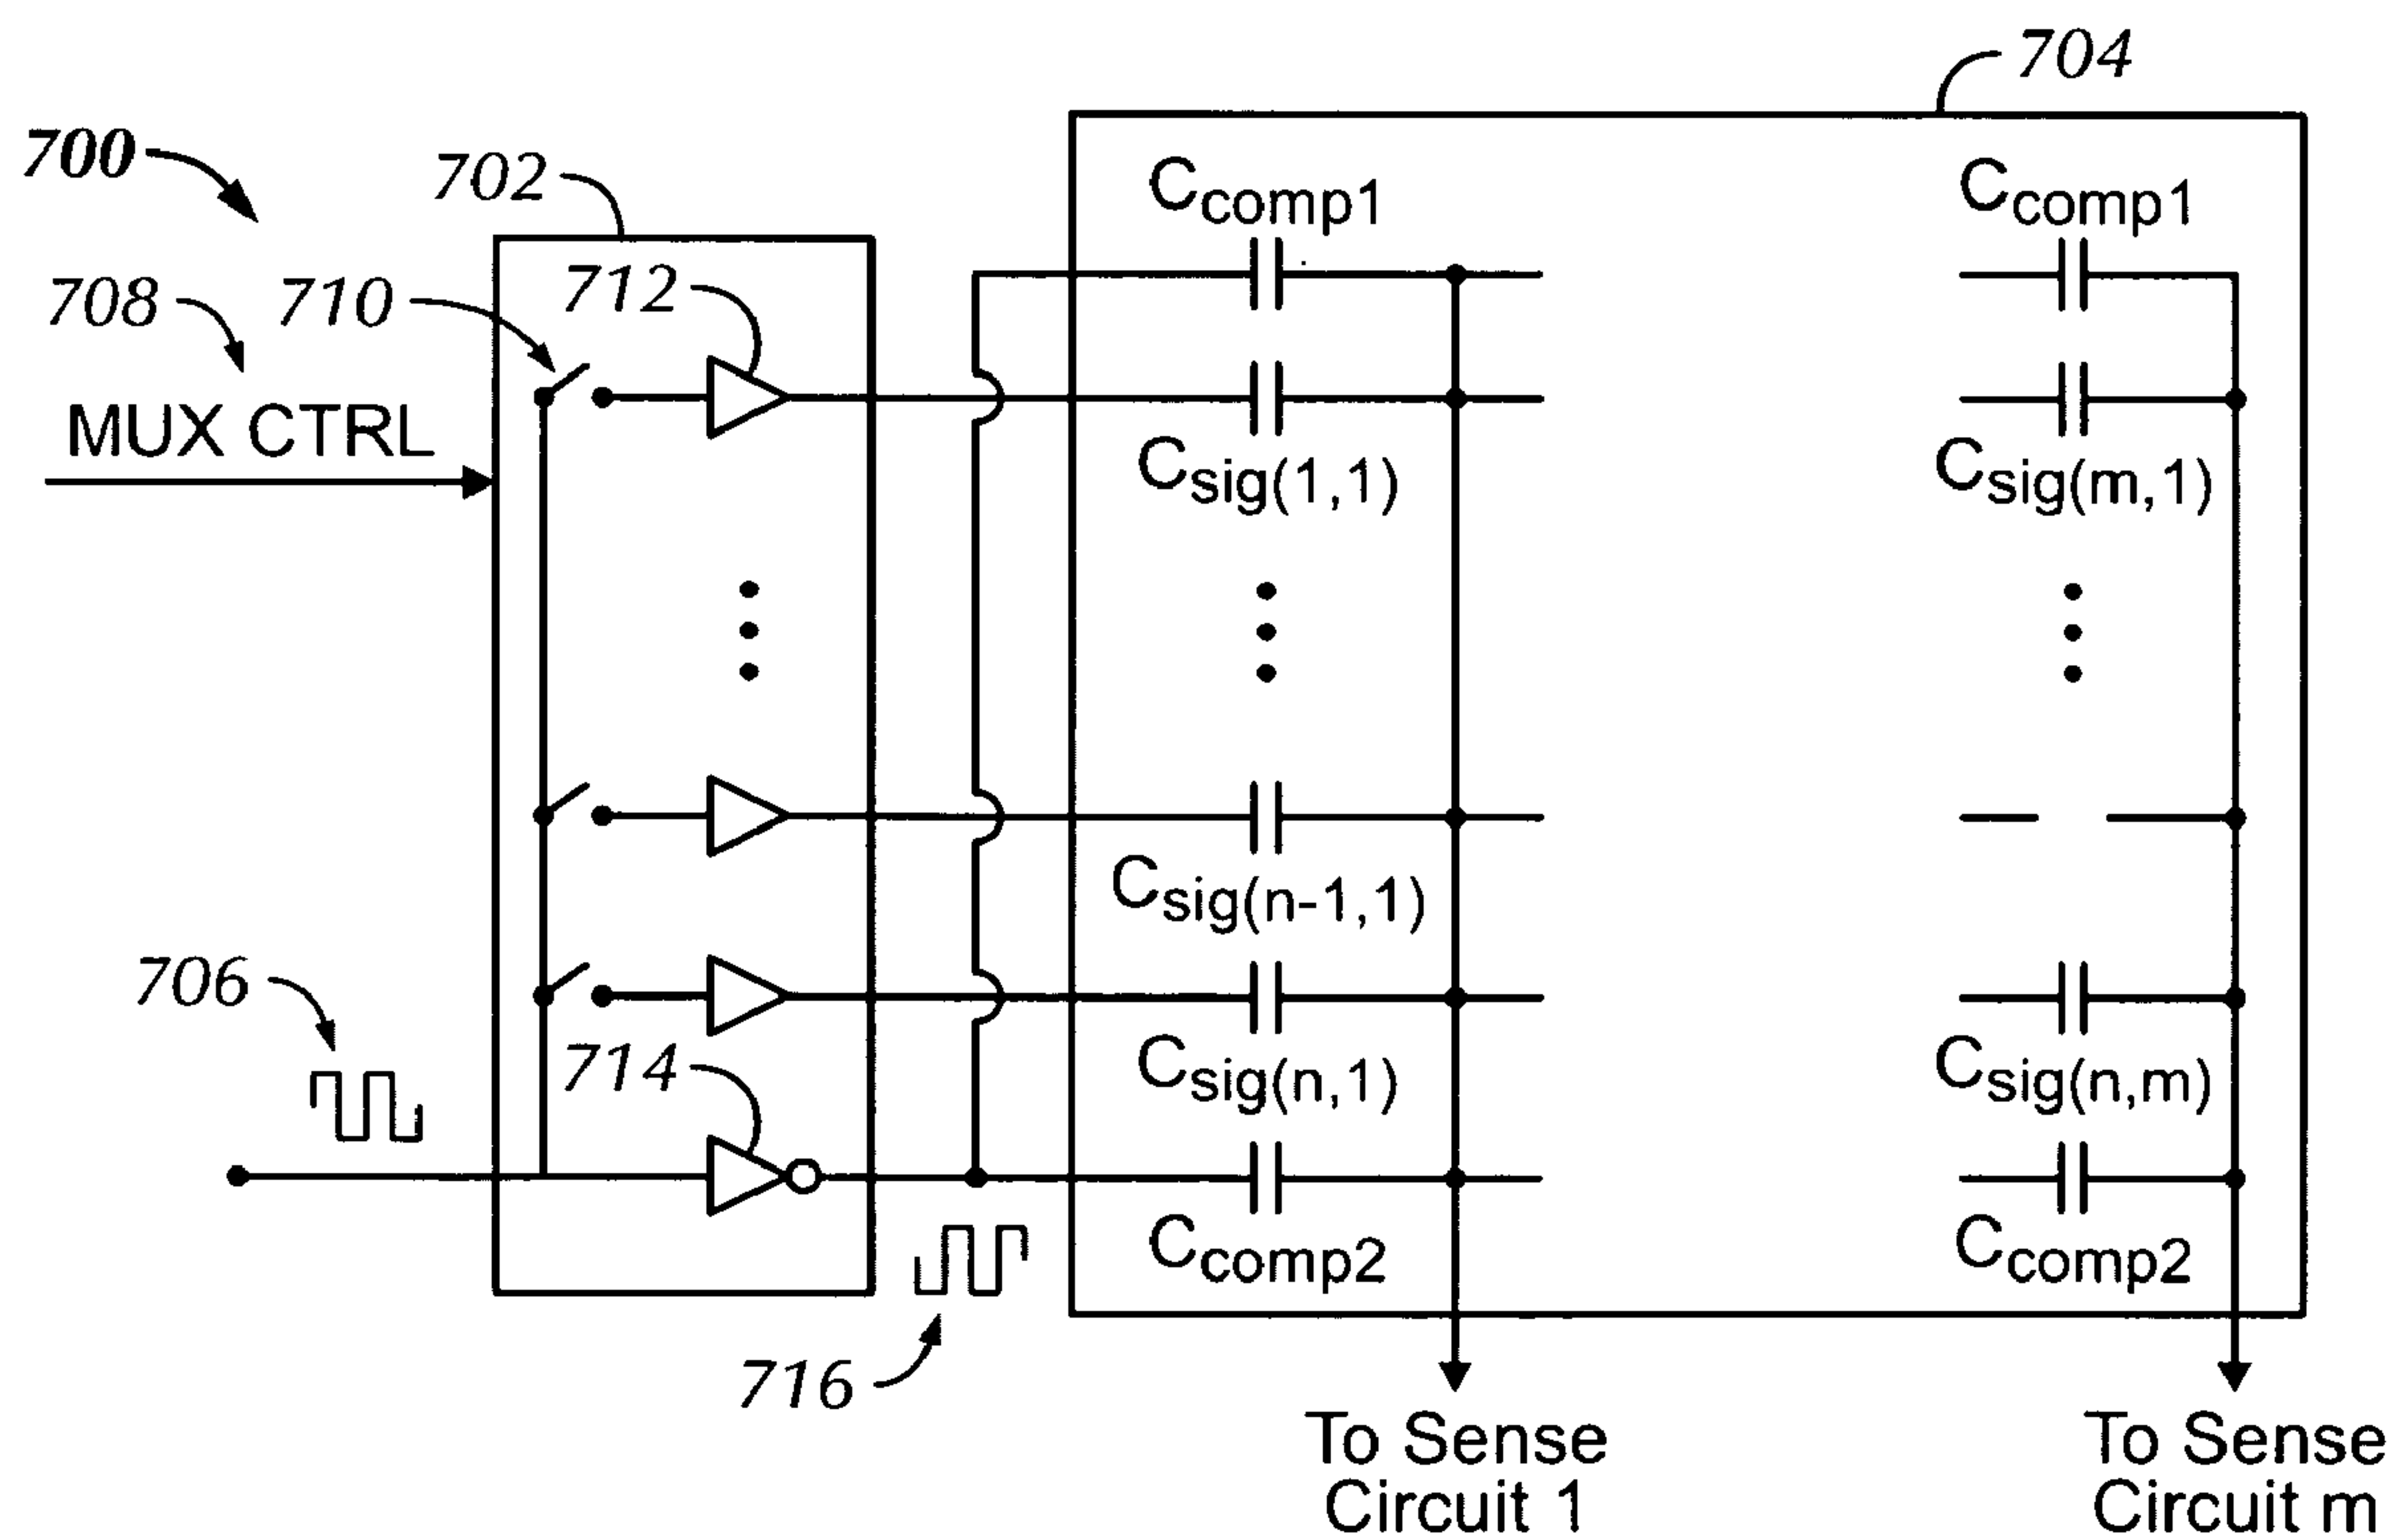 704
700
702
Ccomp1
Ccomp1
708
710
712
MUX CTRL
Csig(1,1)
Csig(m,1)
Csig(n-1,1)
706
714
Csig(n,1)
Csig(n,m)
Ccomp2
Ccomp2
716
To Sense
Circuit 1
To Sense
Circuit m